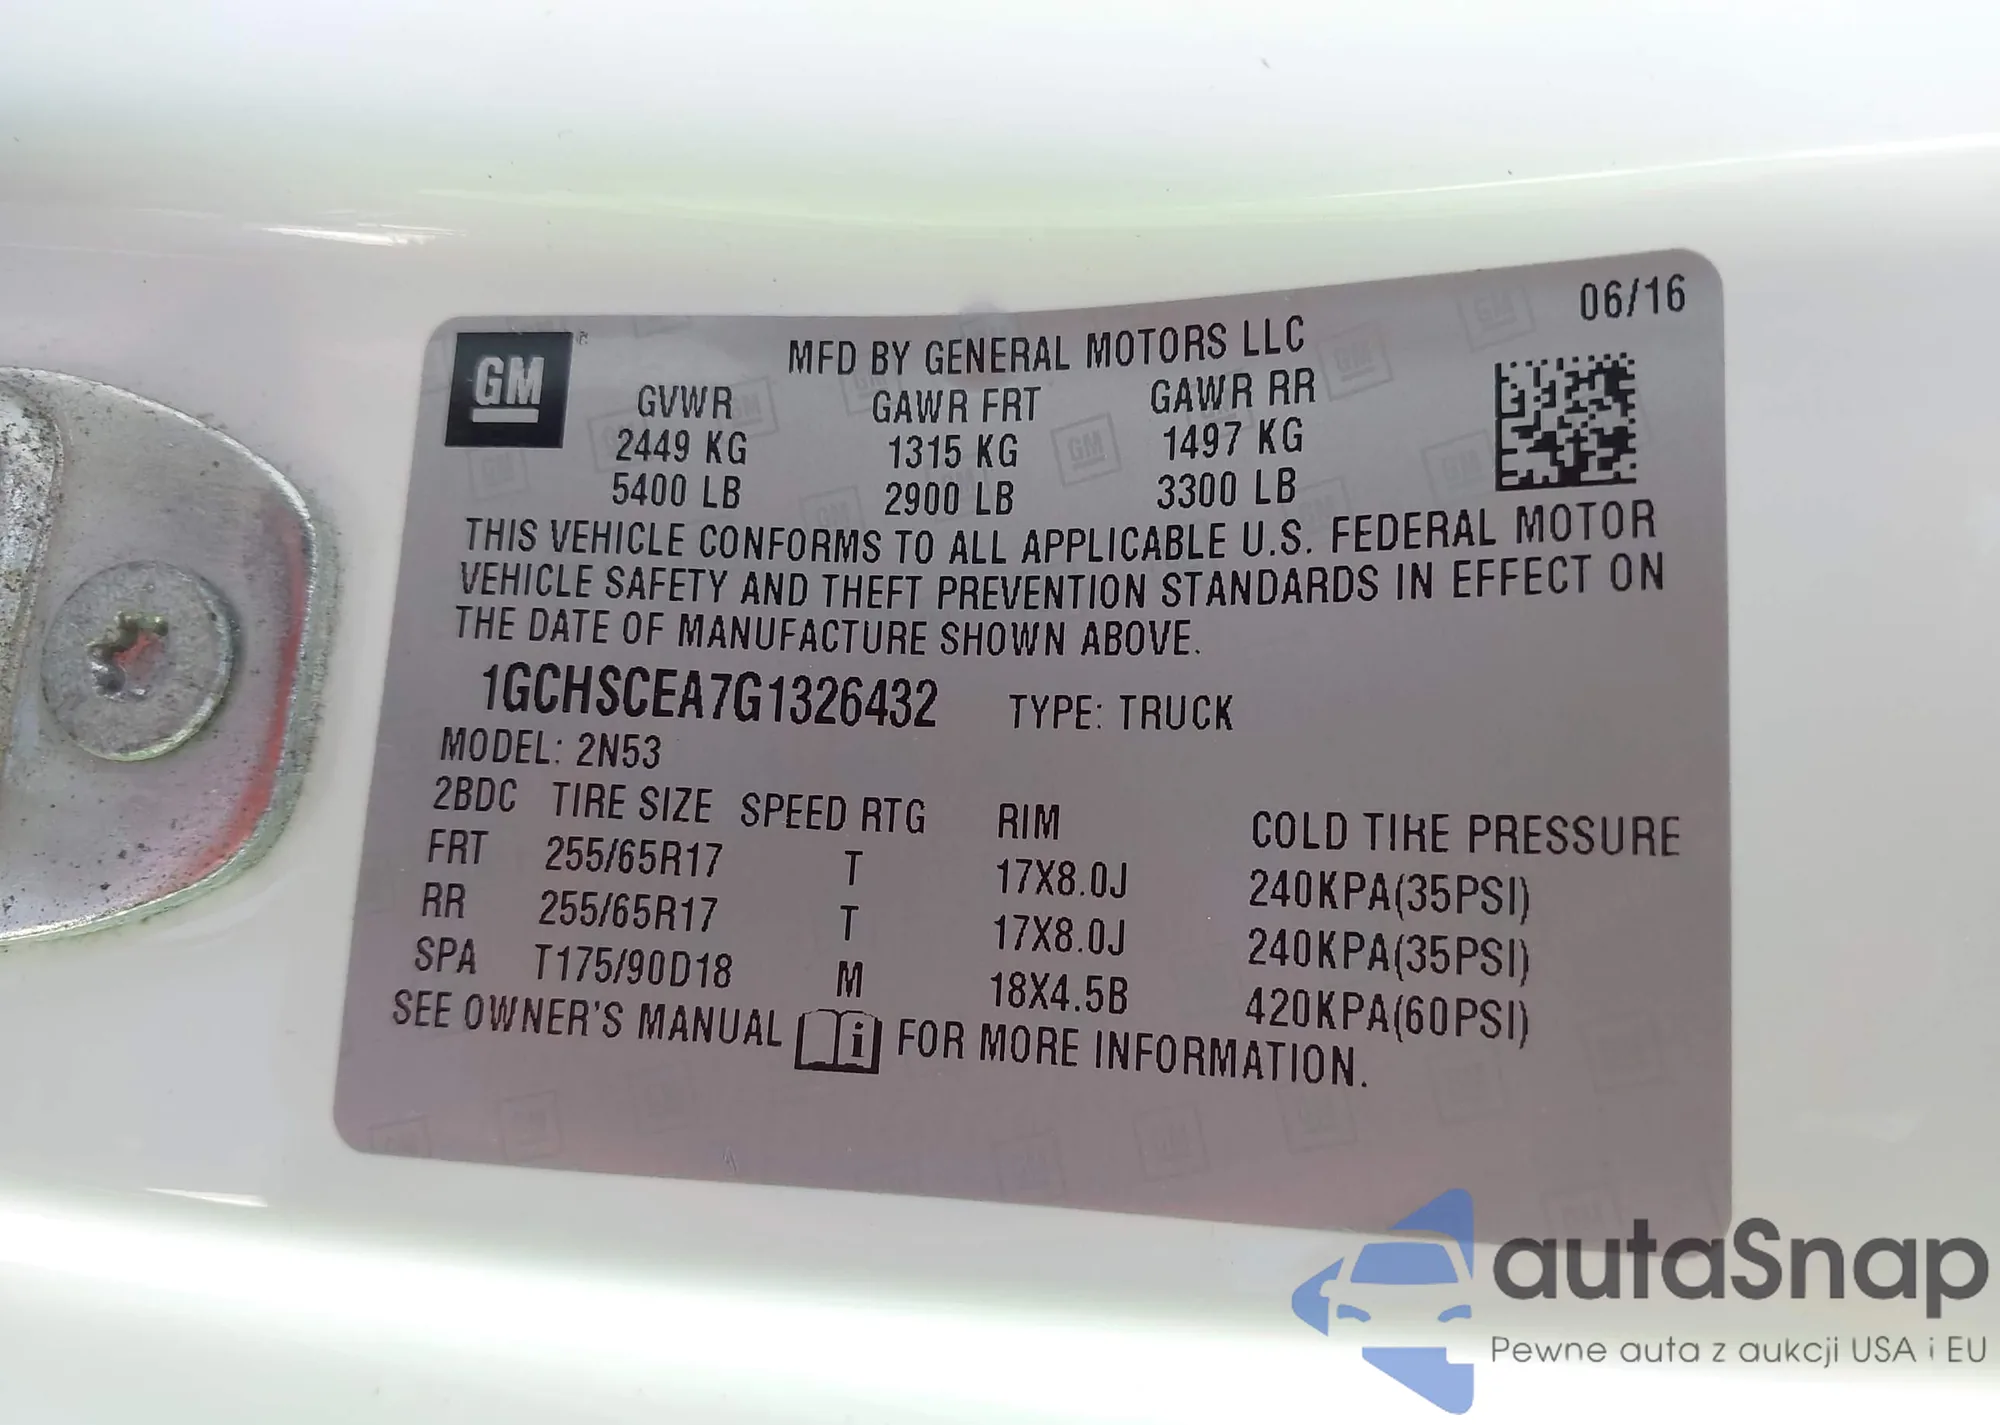 06/16
GM
MFD BY GENERAL MOTORS LLC
GVWR GAWR FRT GAWR RR
2449 KG 1315 KG 1497 KG
5400 LB 2900 LB 3300 LB
THIS VEHICLE CONFORMS TO ALL APPLICABLE U.S. FEDERAL MOTOR
VEHICLE SAFETY AND THEFT PREVENTION STANDARDS IN EFFECT ON
THE DATE OF MANUFACTURE SHOWN ABOVE.
1GCHSCEA7G1326432 TYPE: TRUCK
MODEL: 2N53
2BDC TIRE SIZE SPEED RTG RIM COLD TIRE PRESSURE
FRT 255/65R17 T 17X8.0J 240KPA(35PSI)
RR 255/65R17 T 17X8.0J 240KPA(35PSI)
SPA T175/90D18 M 18X4.5B 420KPA(60PSI)
SEE OWNER'S MANUAL i FOR MORE INFORMATION.
autaSnap
Pewne auta z aukcji USA i EU